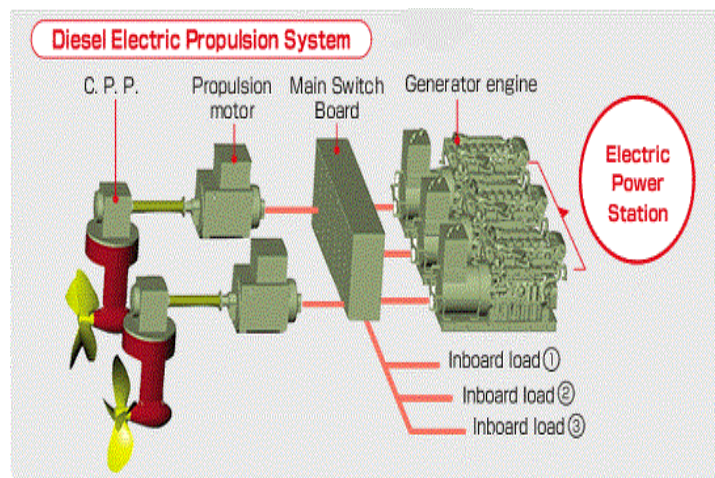 Diesel Electric Propulsion System
C. P. P.
Propulsion
motor
Main Switch
Board
Generator engine
Electric
Power
Station
Inboard load ①
Inboard load ②
Inboard load ③